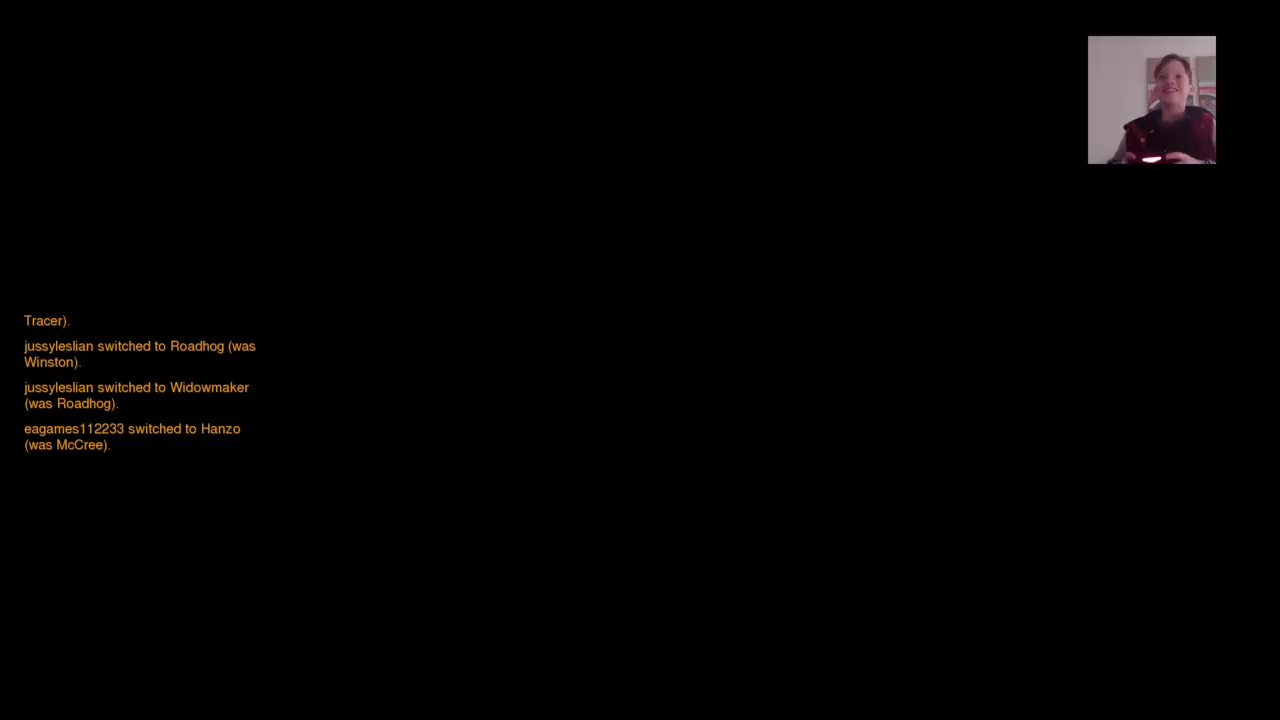 Tracer).
jussyleslian switched to Roadhog (was
Winston).
jussyleslian switched to Widowmaker
(was Roadhog).
eagames112233 switched to Hanzo
(was McCree).